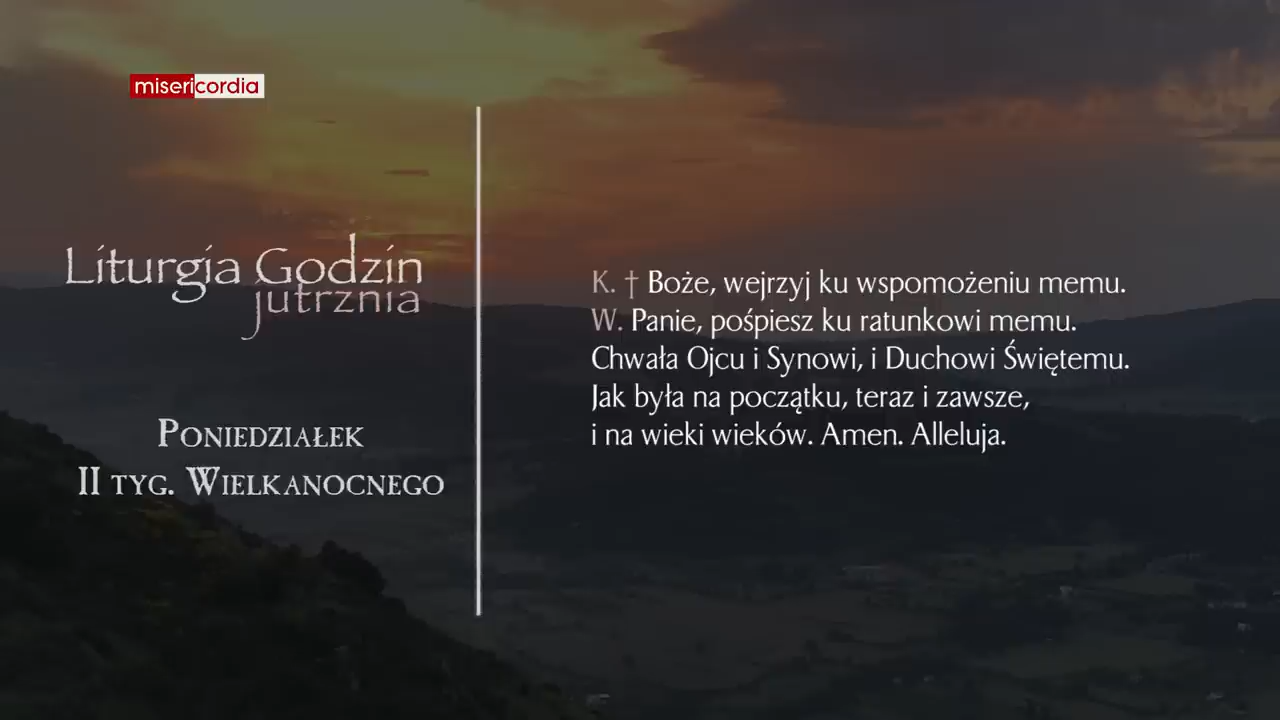 misericordia
Liturgia Godzin
jutrznia
Poniedziałek
II tyg. Wielkanocnego
K. † Boże, wejrzyj ku wspomożeniu memu.
W. Panie, pośpiesz ku ratunkowi memu.
Chwała Ojcu i Synowi, i Duchowi Świętemu.
Jak była na początku, teraz i zawsze,
i na wieki wieków. Amen. Alleluja.